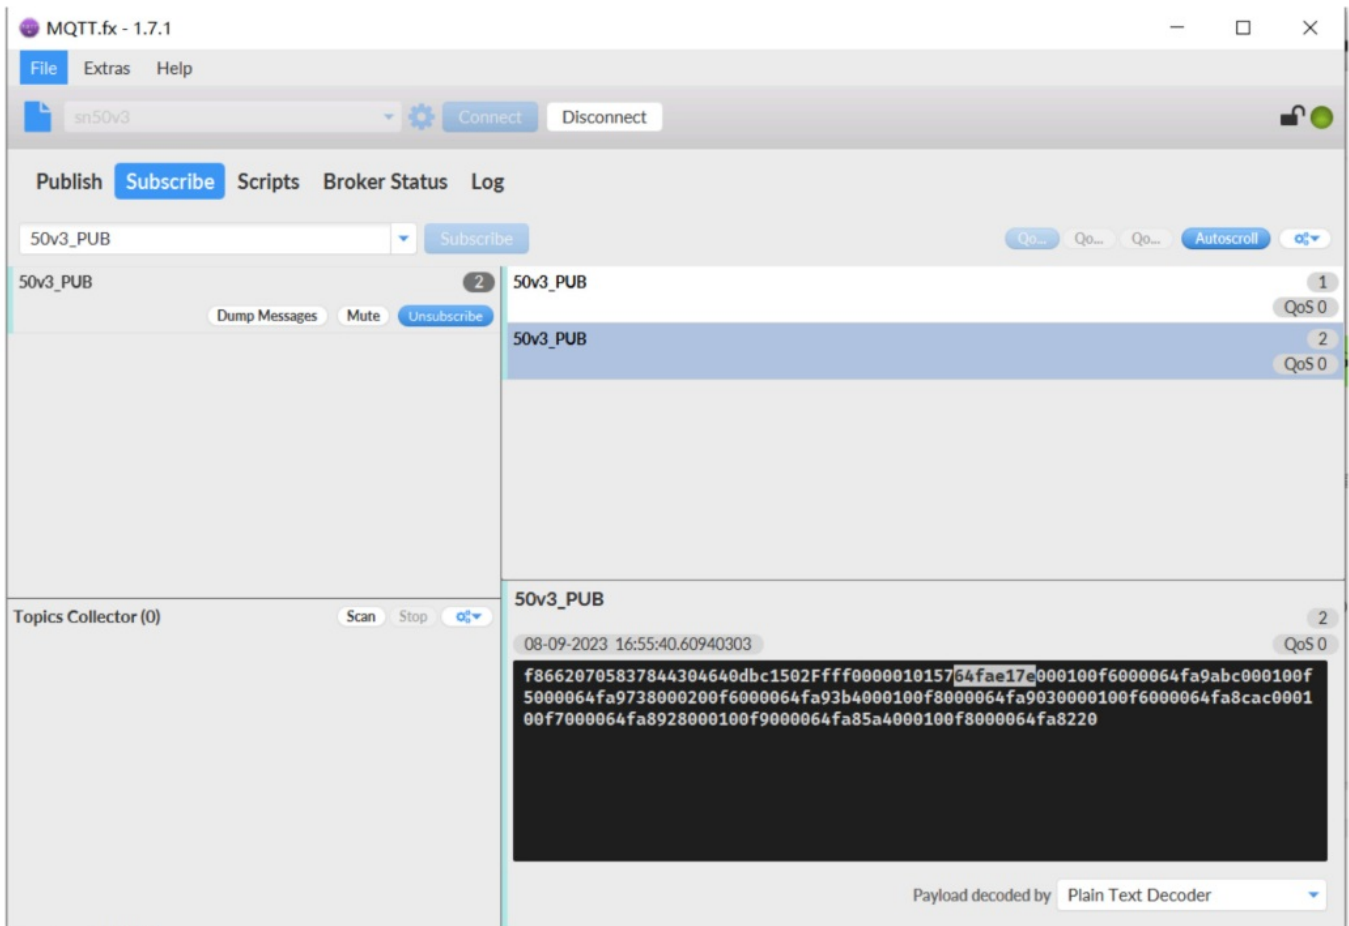 MQTT.fx - 1.7.1
File Extras Help
sn50v3 Connect Disconnect
Publish Subscribe Scripts Broker Status Log
50v3_PUB Subscribe Qo... Qo... Qo... Autoscroll
50v3_PUB 2
Dump Messages Mute Unsubscribe
50v3_PUB 1
QoS 0
50v3_PUB 2
QoS 0
Topics Collector (0) Scan Stop
50v3_PUB
2
08-09-2023 16:55:40.60940303 QoS 0
f86620705837844304640dbc1502Ffff000001015764fae17e000100f6000064fa9abc000100f
5000064fa9738000200f6000064fa93b4000100f8000064fa9030000100f6000064fa8cac0001
00f7000064fa8928000100f9000064fa85a4000100f8000064fa8220
Payload decoded by Plain Text Decoder